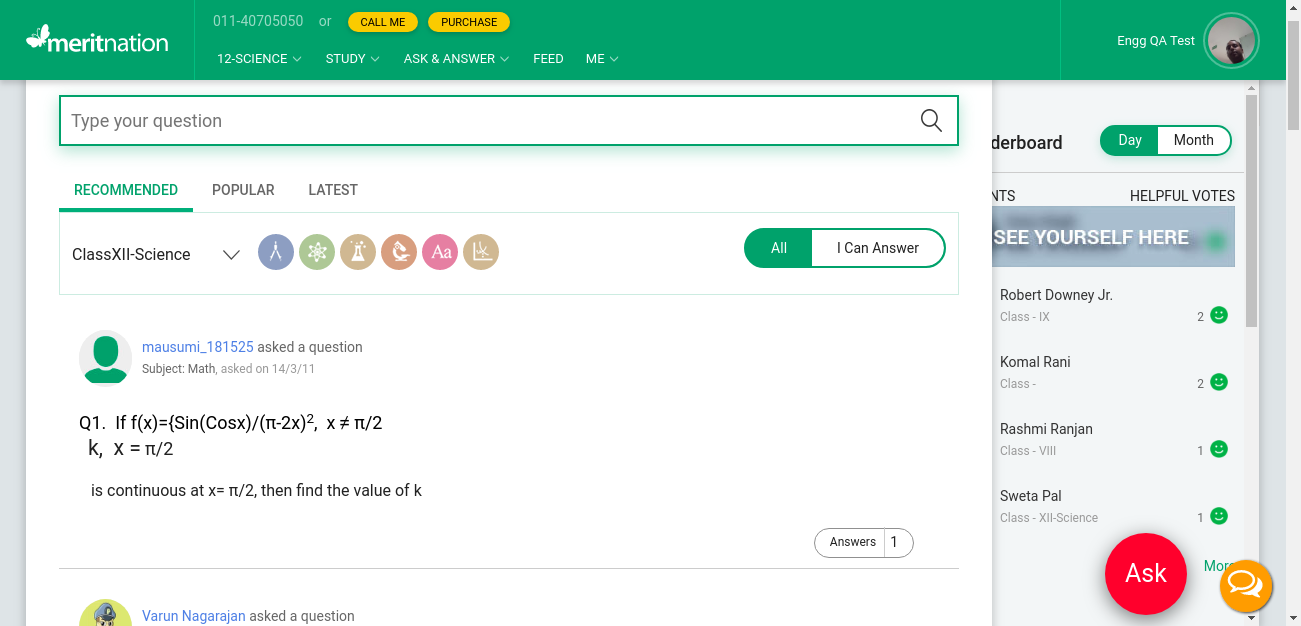 meritnation
011-40705050 or CALL ME PURCHASE
12-SCIENCE STUDY ASK & ANSWER FEED ME
Engg QA Test
Type your question
RECOMMENDED POPULAR LATEST
ClassXII-Science Aa All I Can Answer
mausumi_181525 asked a question
Subject: Math, asked on 14/3/11
Q1. If f(x)={Sin(Cosx)/(π-2x)², x ≠ π/2
k, x = π/2
is continuous at x= π/2, then find the value of k
Answers 1
Varun Nagarajan asked a question
derboard Day Month
NTS HELPFUL VOTES
SEE YOURSELF HERE
Robert Downey Jr.
Class - IX 2
Komal Rani
Class - 2
Rashmi Ranjan
Class - VIII 1
Sweta Pal
Class - XII-Science 1
More
Ask